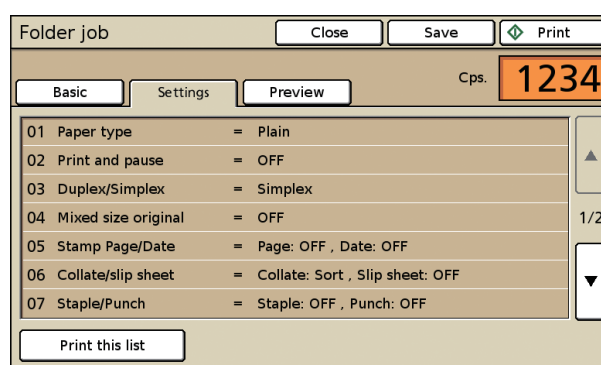 Folder job Close Save Print
Basic Settings Preview Cps. 1234
01 Paper type = Plain
02 Print and pause = OFF
03 Duplex/Simplex = Simplex
04 Mixed size original = OFF
1/2
05 Stamp Page/Date = Page: OFF , Date: OFF
06 Collate/slip sheet = Collate: Sort , Slip sheet: OFF
07 Staple/Punch = Staple: OFF , Punch: OFF
Print this list